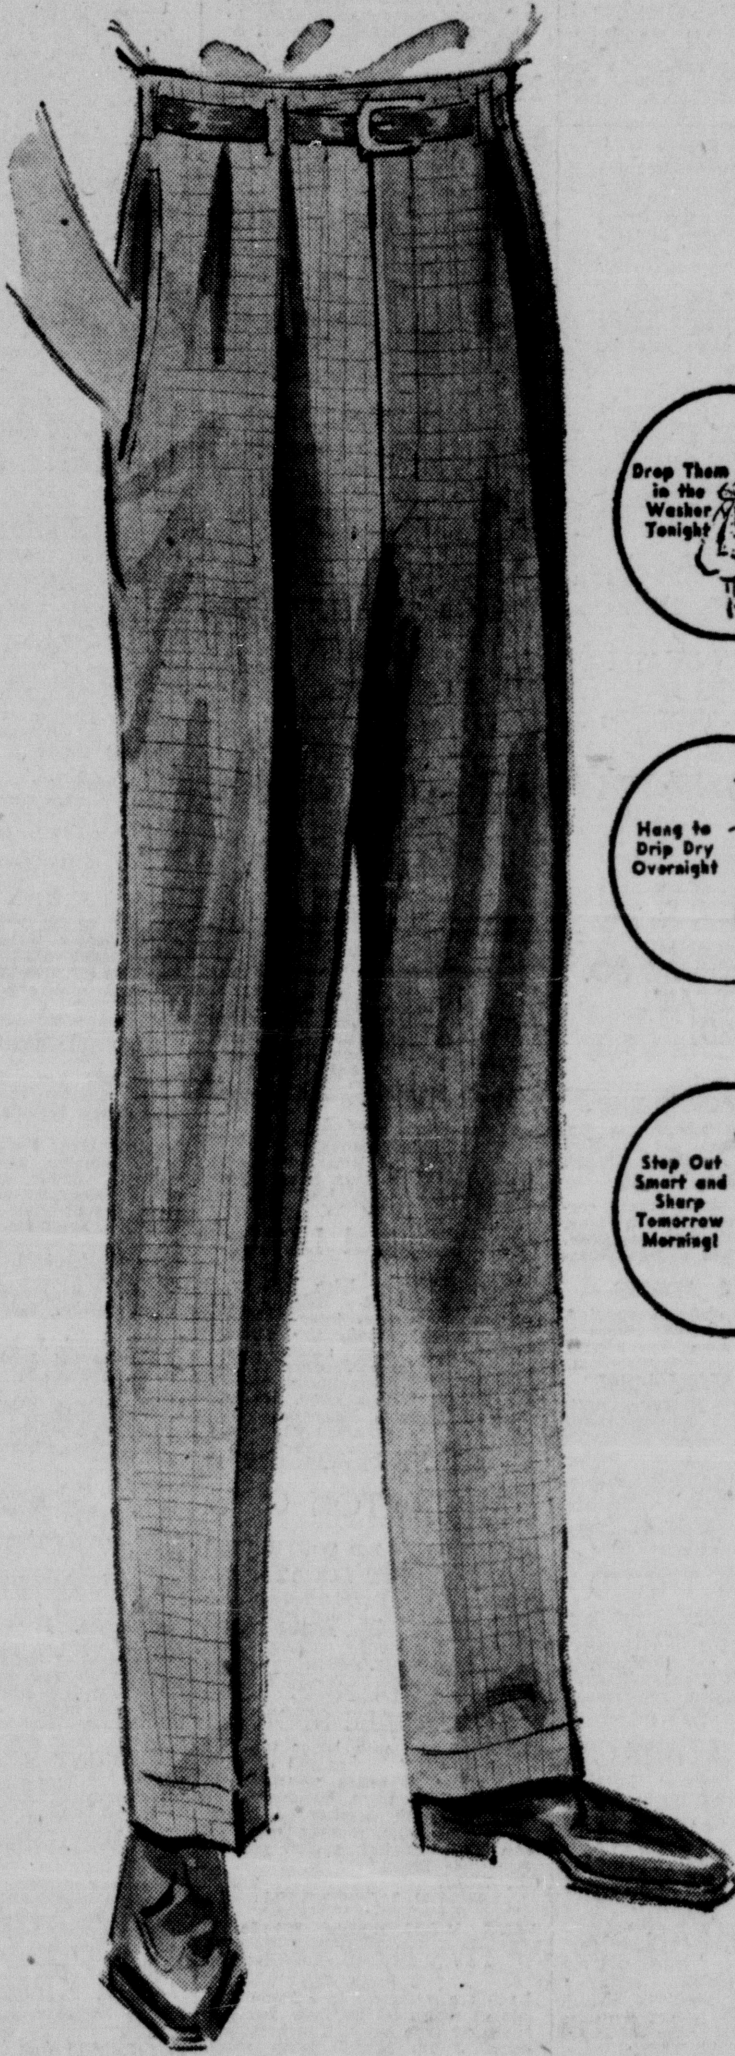 Drop Them
in the
Washer
Tonight
Hang to
Drip Dry
Overnight
Step Out
Smart and
Sharp
Tomorrow
Morning!